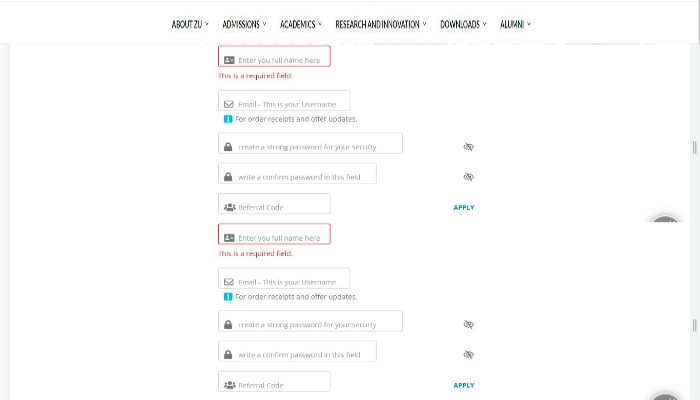 ABOUT ZU ADMISSIONS ACADEMICS RESEARCH AND INNOVATION DOWNLOADS ALUMNI
Enter you full name here
This is a required field.
Email - This is your Username
For order receipts and offer updates.
create a strong password for your securty
write a confirm password in this field
Referral Code APPLY
Enter you full name here
This is a required field.
Email - This is your Username
For order receipts and offer updates.
create a strong password for your securty
write a confirm password in this field
Referral Code APPLY